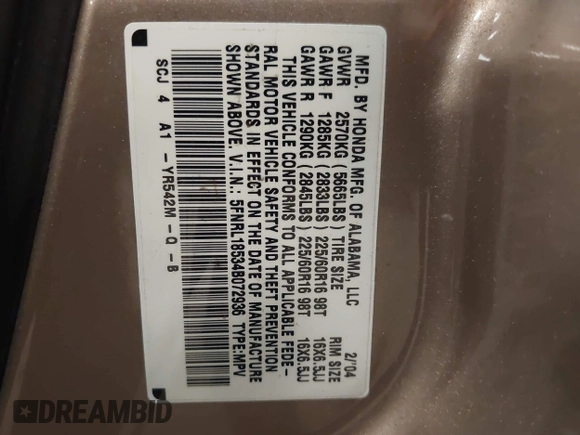 MFD. BY HONDA MFG. OF ALABAMA, LLC 2/'04
GVWR 2570KG (5665LBS) TIRE SIZE RIM SIZE
GAWR F 1285KG (2833LBS) 225/60R16 98T 16X6.5JJ
GAWR R 1290KG (2845LBS) 225/60R16 98T 16X6.5JJ
THIS VEHICLE CONFORMS TO ALL APPLICABLE FEDE-
RAL MOTOR VEHICLE SAFETY AND THEFT PREVENTION
STANDARDS IN EFFECT ON THE DATE OF MANUFACTURE
SHOWN ABOVE. V.I.N.: 5FNRL18534B072936 TYPE:MPV
SCJ 4 A1 - YR542M - Q - B
DREAMBID